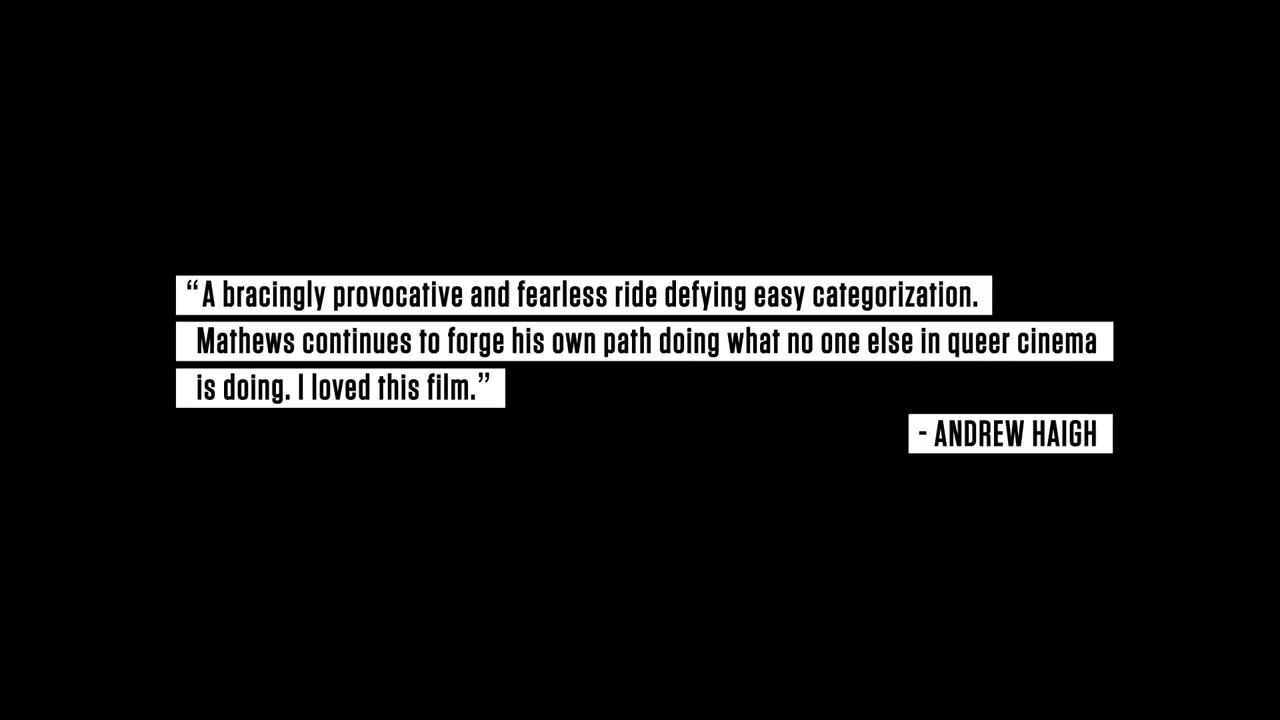 “A bracingly provocative and fearless ride defying easy categorization.
Mathews continues to forge his own path doing what no one else in queer cinema
is doing. I loved this film.”
- ANDREW HAIGH